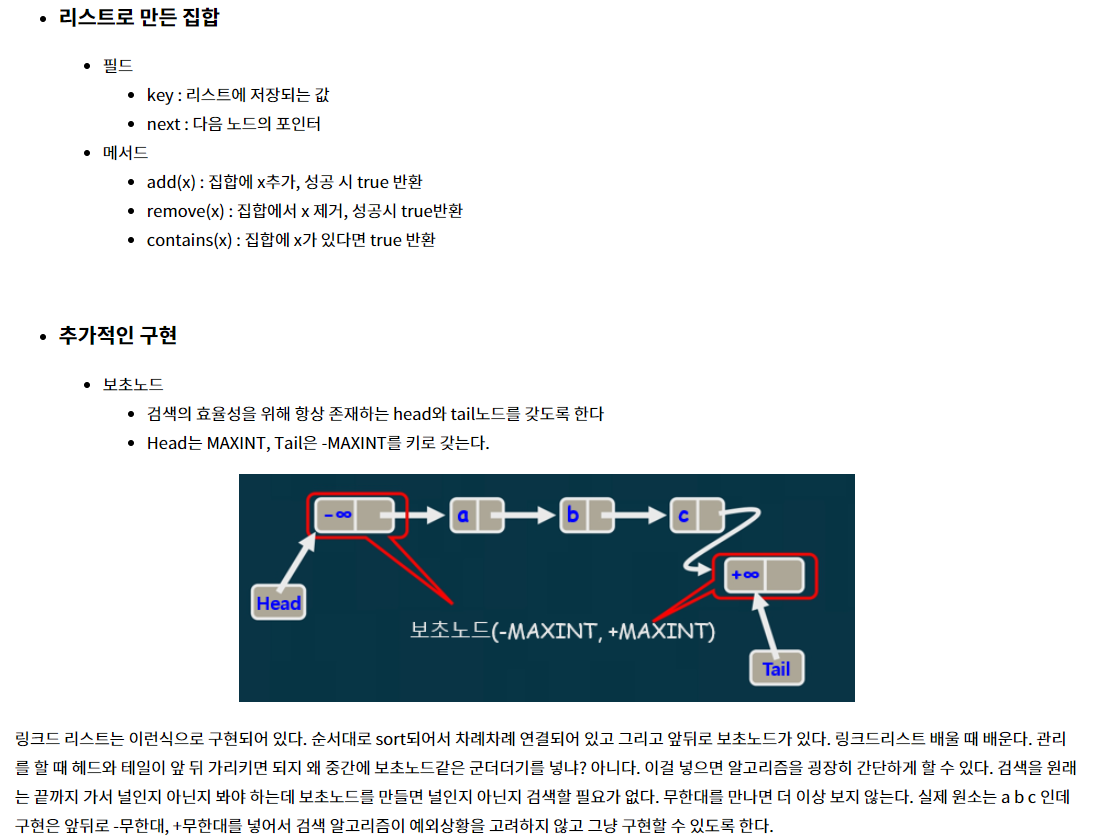 리스트로 만든 집합
필드
key : 리스트에 저장되는 값
next : 다음 노드의 포인터
메서드
add(x) : 집합에 x추가, 성공 시 true 반환
remove(x) : 집합에서 x 제거, 성공시 true반환
contains(x) : 집합에 x가 있다면 true 반환
추가적인 구현
보초노드
검색의 효율성을 위해 항상 존재하는 head와 tail노드를 갖도록 한다
Head는 MAXINT, Tail은 -MAXINT를 키로 갖는다.
-∞ a b c
+∞
Head
보초노드(-MAXINT, +MAXINT)
Tail
링크드 리스트는 이런식으로 구현되어 있다. 순서대로 sort되어서 차례차례 연결되어 있고 그리고 앞뒤로 보초노드가 있다. 링크드리스트 배울 때 배운다. 관리
를 할 때 헤드와 테일이 앞 뒤 가리키면 되지 왜 중간에 보초노드같은 군더더기를 넣냐? 아니다. 이걸 넣으면 알고리즘을 굉장히 간단하게 할 수 있다. 검색을 원래
는 끝까지 가서 널인지 아닌지 봐야 하는데 보초노드를 만들면 널인지 아닌지 검색할 필요가 없다. 무한대를 만나면 더 이상 보지 않는다. 실제 원소는 a b c 인데
구현은 앞뒤로 -무한대, +무한대를 넣어서 검색 알고리즘이 예외상황을 고려하지 않고 그냥 구현할 수 있도록 한다.